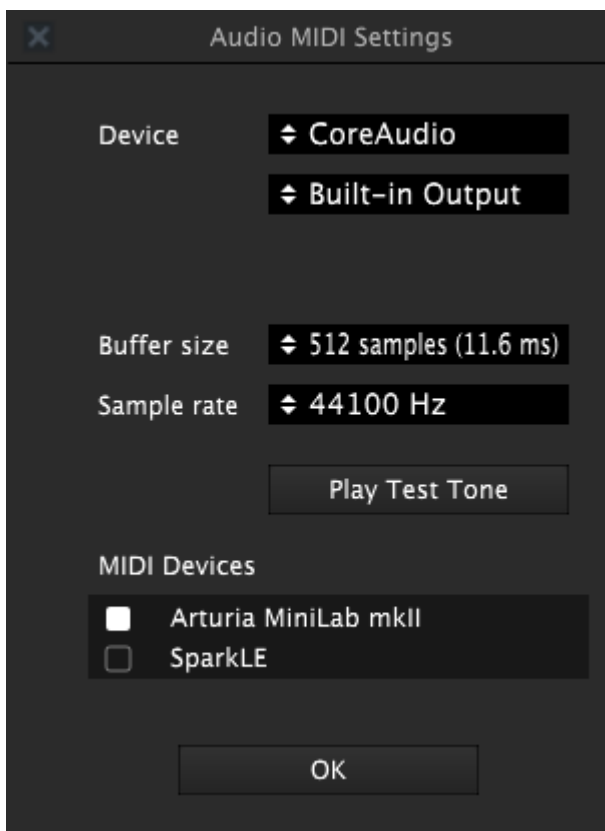 Audio MIDI Settings
Device CoreAudio
Built-in Output
Buffer size 512 samples (11.6 ms)
Sample rate 44100 Hz
Play Test Tone
MIDI Devices
Arturia MiniLab mkII
SparkLE
OK